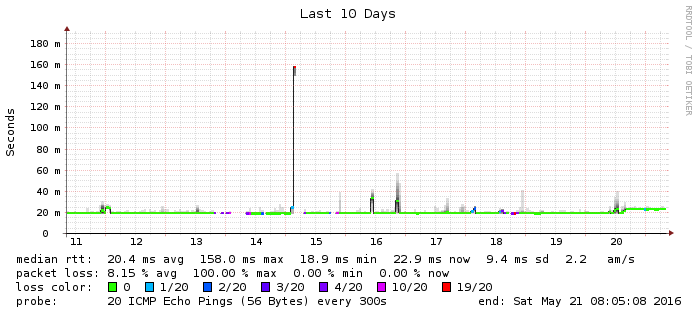 Last 10 Days
RRDTOOL / TOBI OETIKER
Seconds
180 m
160 m
140 m
120 m
100 m
80 m
60 m
40 m
20 m
0
11 12 13 14 15 16 17 18 19 20
median rtt: 20.4 ms avg 158.0 ms max 18.9 ms min 22.9 ms now 9.4 ms sd 2.2 am/s
packet loss: 8.15 % avg 100.00 % max 0.00 % min 0.00 % now
loss color: 0 1/20 2/20 3/20 4/20 10/20 19/20
probe: 20 ICMP Echo Pings (56 Bytes) every 300s end: Sat May 21 08:05:08 2016